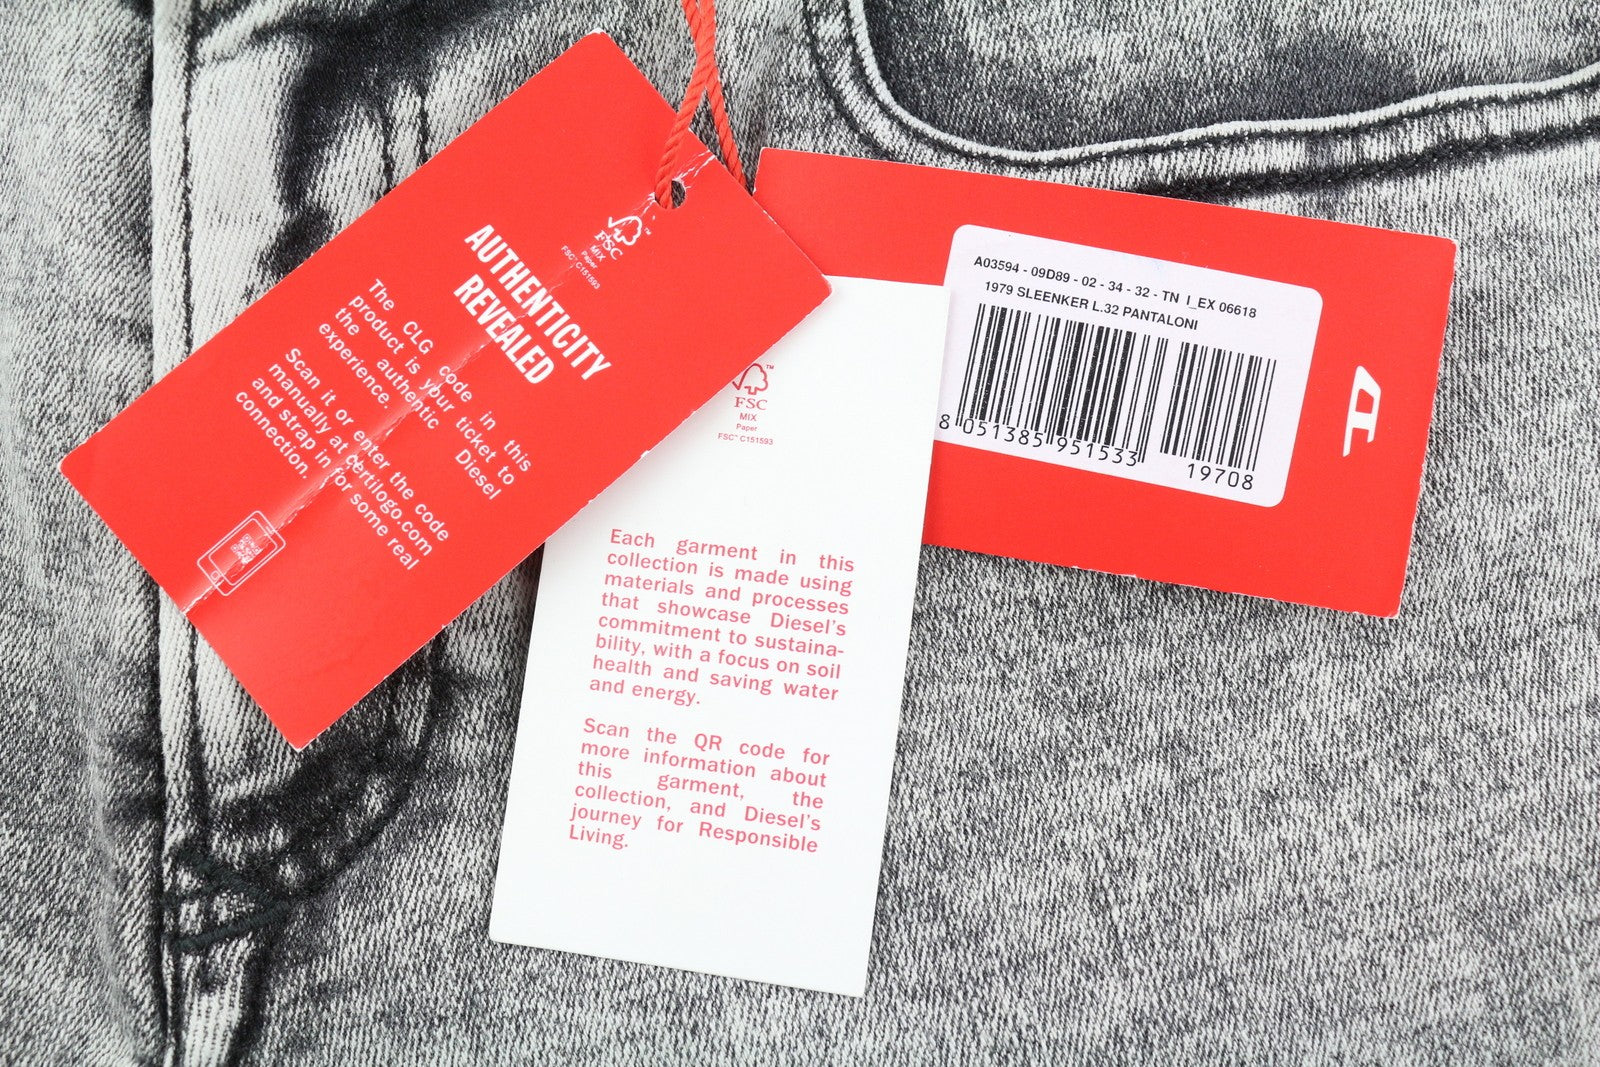 FSC™
MIX
Paper
FSC™ C151593
AUTHENTICITY
REVEALED
The CLG code in this
product is your ticket to
the authentic Diesel
experience.
Scan it or enter the code
manually at certilogo.com
and strap in for some real
connection.
FSC™
MIX
Paper
FSC™ C151593
Each garment in this
collection is made using
materials and processes
that showcase Diesel's
commitment to sustaina-
bility, with a focus on soil
health and saving water
and energy.
Scan the QR code for
more information about
this garment, the
collection, and Diesel's
journey for Responsible
Living.
A03594 - 09D89 - 02 - 34 - 32 - TN I_EX 06618
1979 SLEENKER L.32 PANTALONI
8 051385 951533
19708
D